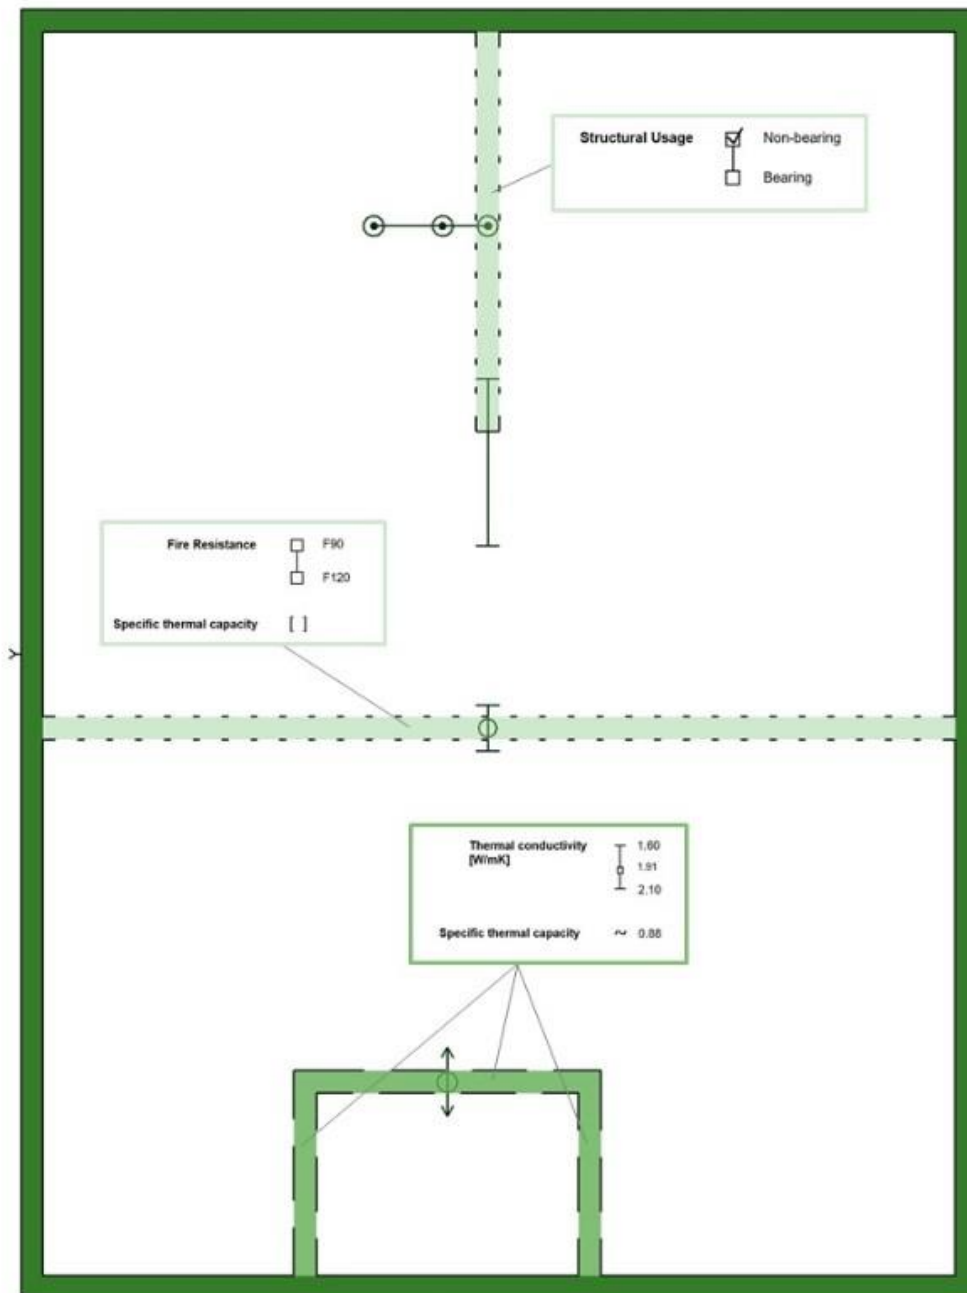 Structural Usage Non-bearing
Bearing
Fire Resistance F90
F120
Specific thermal capacity [ ]
Y
Thermal conductivity 1,60
[W/mK] 1.91
2.10
Specific thermal capacity ~ 0.88